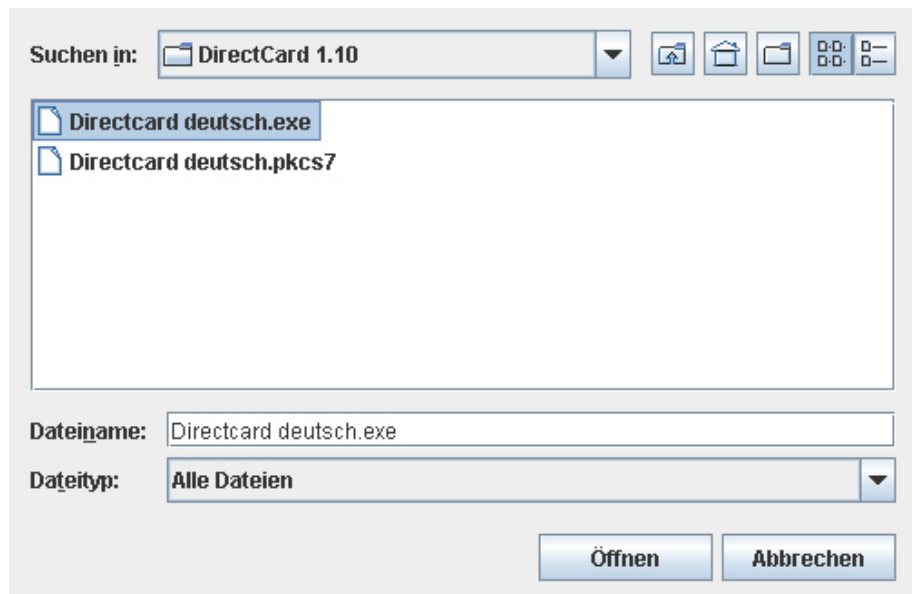 Suchen in: DirectCard 1.10
Directcard deutsch.exe
Directcard deutsch.pkcs7
Dateiname: Directcard deutsch.exe
Dateityp: Alle Dateien
Öffnen Abbrechen